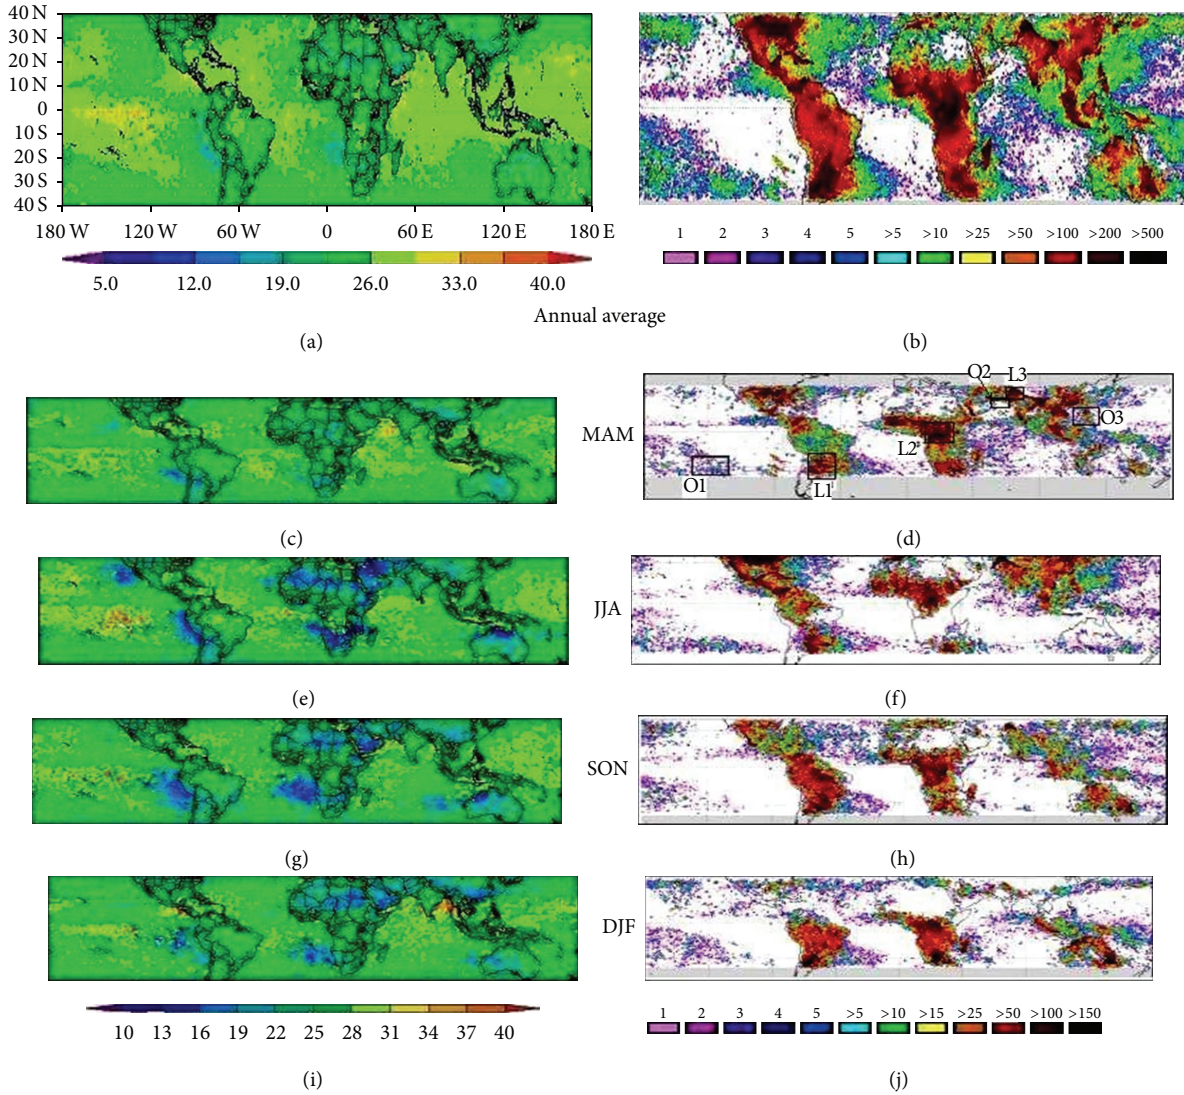 40 N
30 N
20 N
10 N
0
10 S
20 S
30 S
40 S
180 W 120 W 60 W 0 60 E 120 E 180 E
5.0 12.0 19.0 26.0 33.0 40.0
1 2 3 4 5 >5 >10 >25 >50 >100 >200 >500
Annual average
(a) (b)
O2 L3
O3
L2
O1 L1
MAM
(c) (d)
JJA
(e) (f)
SON
(g) (h)
DJF
10 13 16 19 22 25 28 31 34 37 40
1 2 3 4 5 >5 >10 >15 >25 >50 >100 >150
(i) (j)